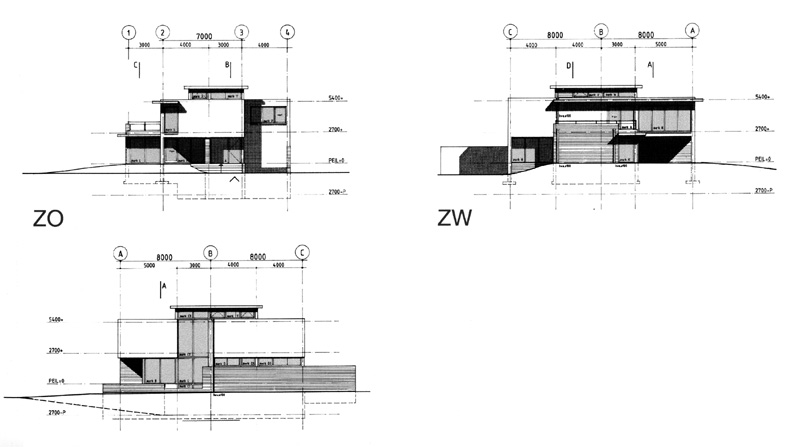 1 2 3 4
7000
3000 4000 3000 4000
C B
5400+
2700+
PEIL=0
2700-P
ZO
C B A
8000 8000
4000 4000 3000 5000
D A
5400+
2700+
PEIL=0
2700-P
ZW
A B C
8000 8000
5000 3000 4000 4000
A
5400+
2700+
PEIL=0
2700-P